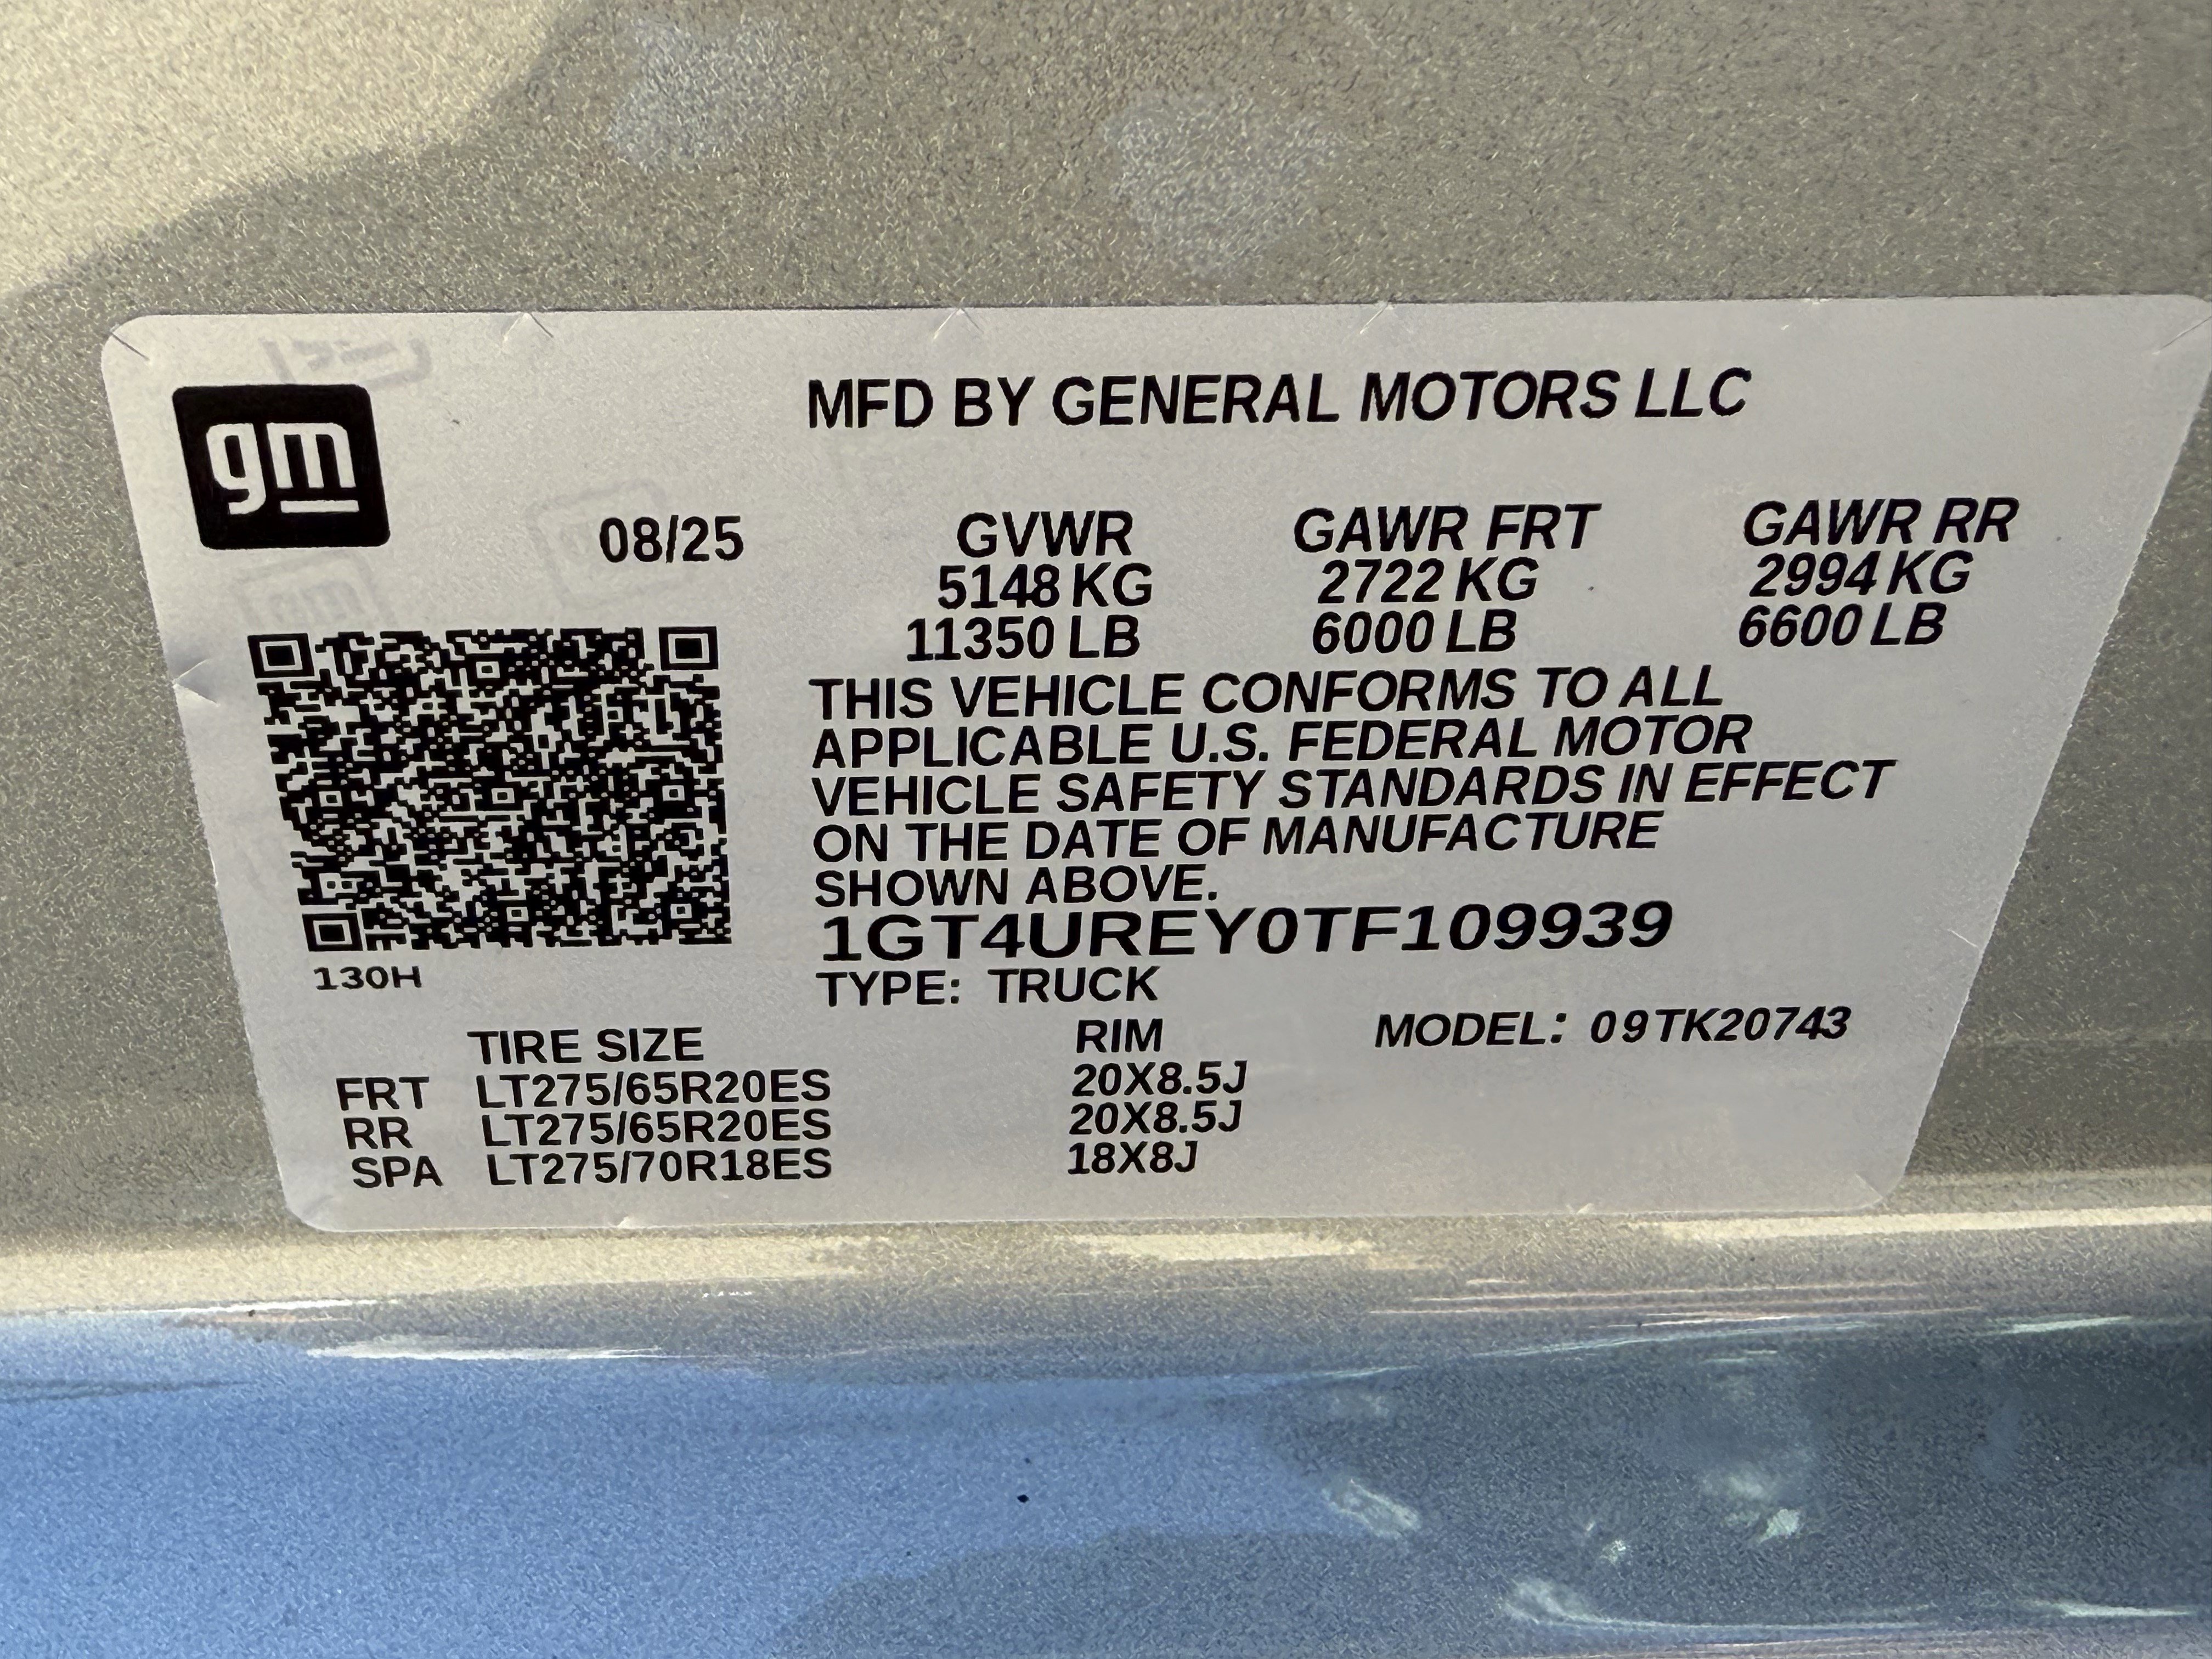 gm
MFD BY GENERAL MOTORS LLC
08/25
GVWR GAWR FRT GAWR RR
5148 KG 2722 KG 2994 KG
11350 LB 6000 LB 6600 LB
THIS VEHICLE CONFORMS TO ALL
APPLICABLE U.S. FEDERAL MOTOR
VEHICLE SAFETY STANDARDS IN EFFECT
ON THE DATE OF MANUFACTURE
SHOWN ABOVE.
1GT4UREY0TF109939
130H
TYPE: TRUCK
TIRE SIZE RIM MODEL: 09TK20743
FRT LT275/65R20ES 20X8.5J
RR LT275/65R20ES 20X8.5J
SPA LT275/70R18ES 18X8J